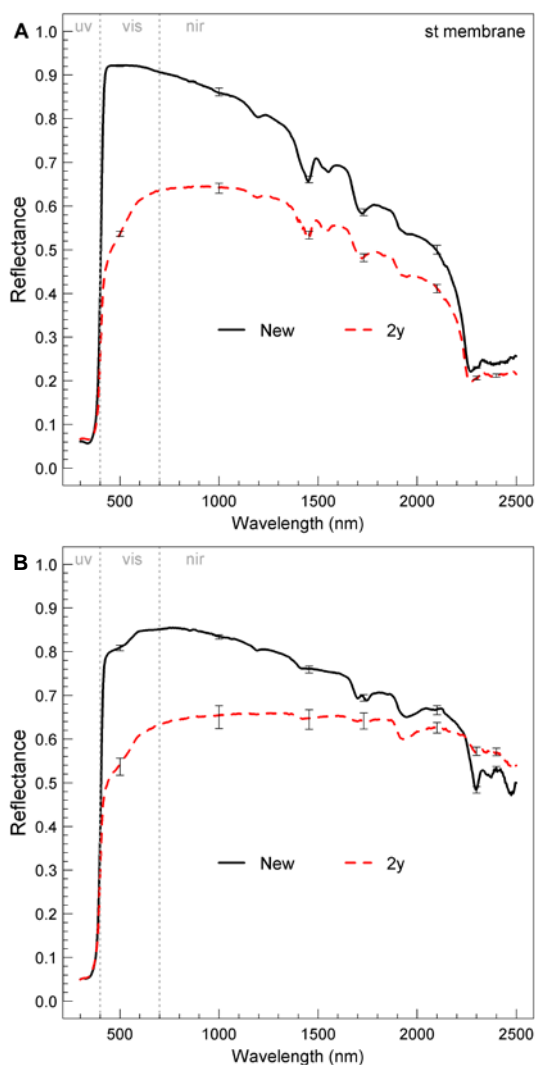 A
uv vis nir st membrane
1.0
0.9
0.8
0.7
0.6
0.5
0.4
0.3
0.2
0.1
0.0
Reflectance
New 2y
500 1000 1500 2000 2500
Wavelength (nm)
B
uv vis nir
1.0
0.9
0.8
0.7
0.6
0.5
0.4
0.3
0.2
0.1
0.0
Reflectance
New 2y
500 1000 1500 2000 2500
Wavelength (nm)